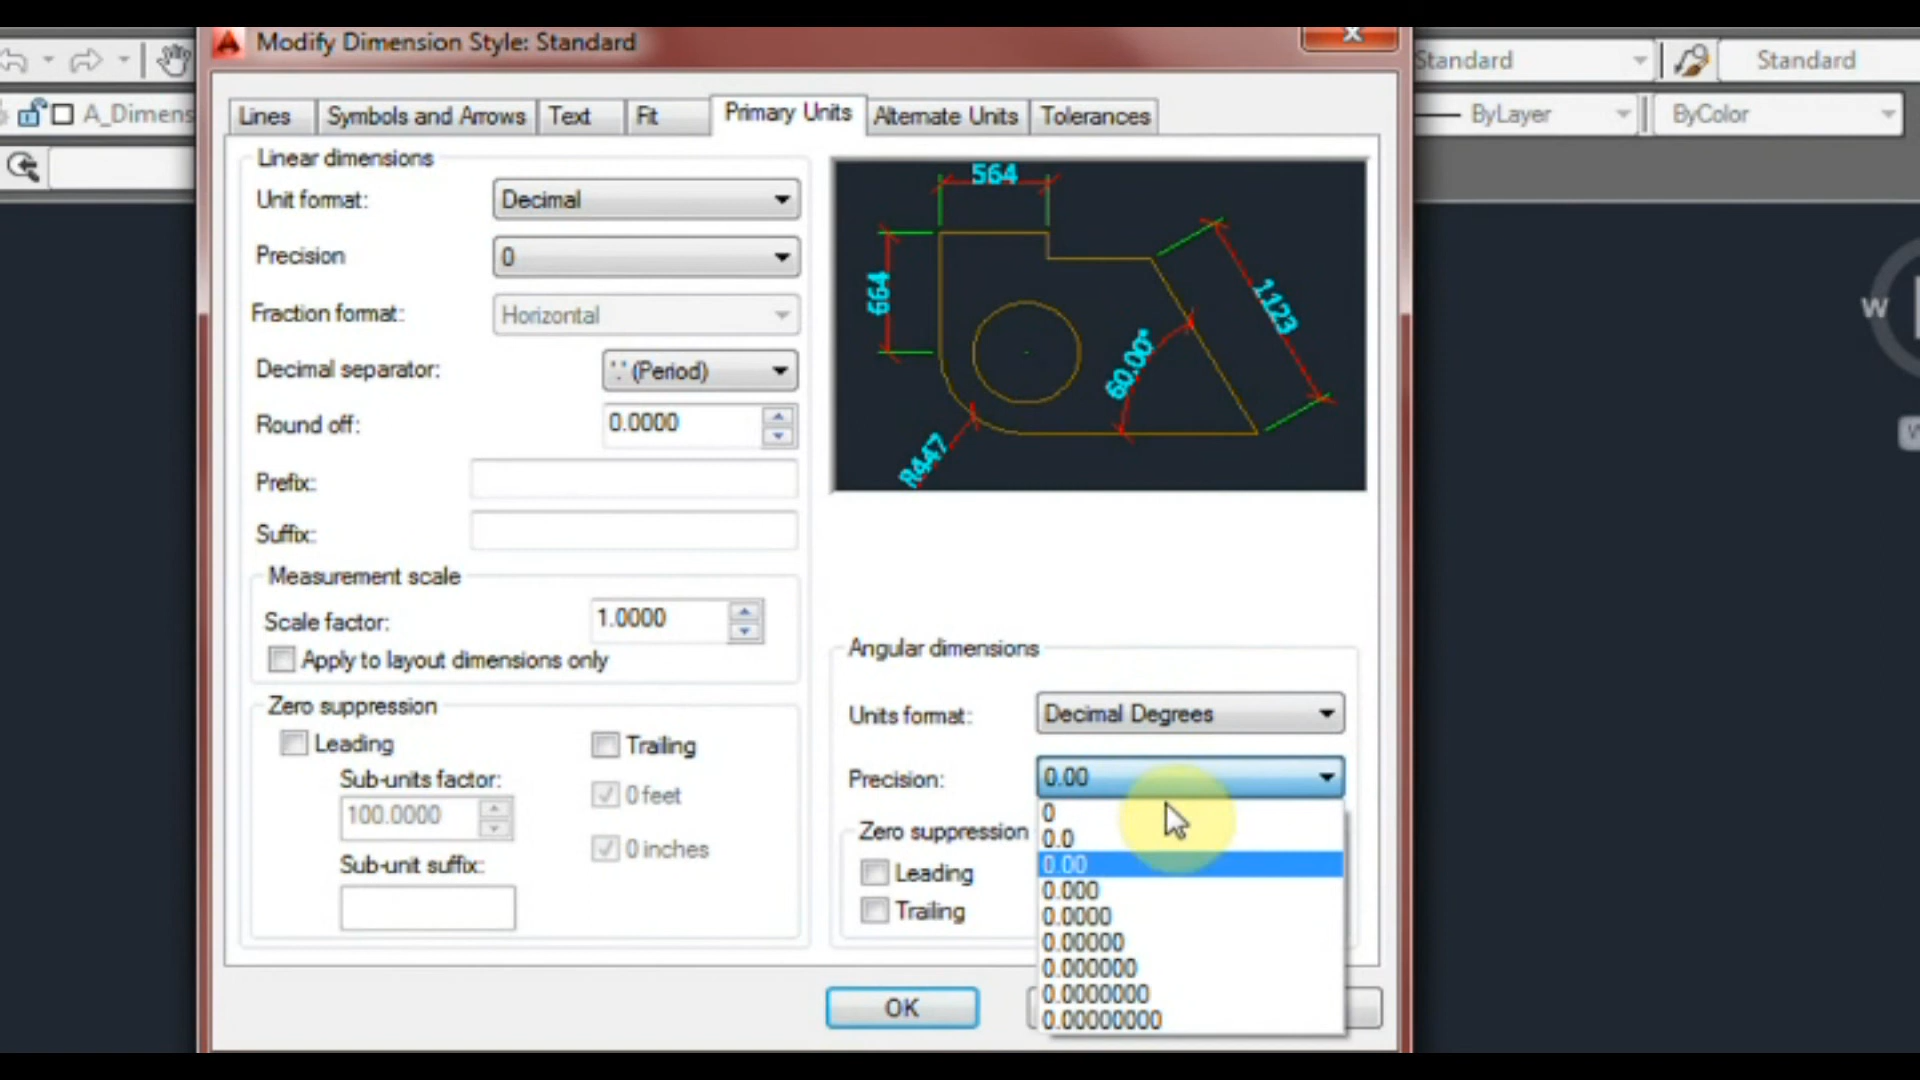 Modify Dimension Style: Standard
Standard
Standard
A_Dimens
ByLayer
ByColor
Lines
Symbols and Arrows
Text
Fit
Primary Units
Alternate Units
Tolerances
Linear dimensions
Unit format:
Decimal
Precision
0
Fraction format:
Horizontal
Decimal separator:
'.' (Period)
Round off:
0.0000
Prefix:
Suffix:
Measurement scale
Scale factor:
1.0000
Apply to layout dimensions only
Zero suppression
Leading
Trailing
Sub-units factor:
100.0000
0 feet
Sub-unit suffix:
0 inches
564
664
1123
60.00°
R447
Angular dimensions
Units format:
Decimal Degrees
Precision:
0.00
Zero suppression
Leading
Trailing
0
0.0
0.00
0.000
0.0000
0.00000
0.000000
0.0000000
0.00000000
OK
W